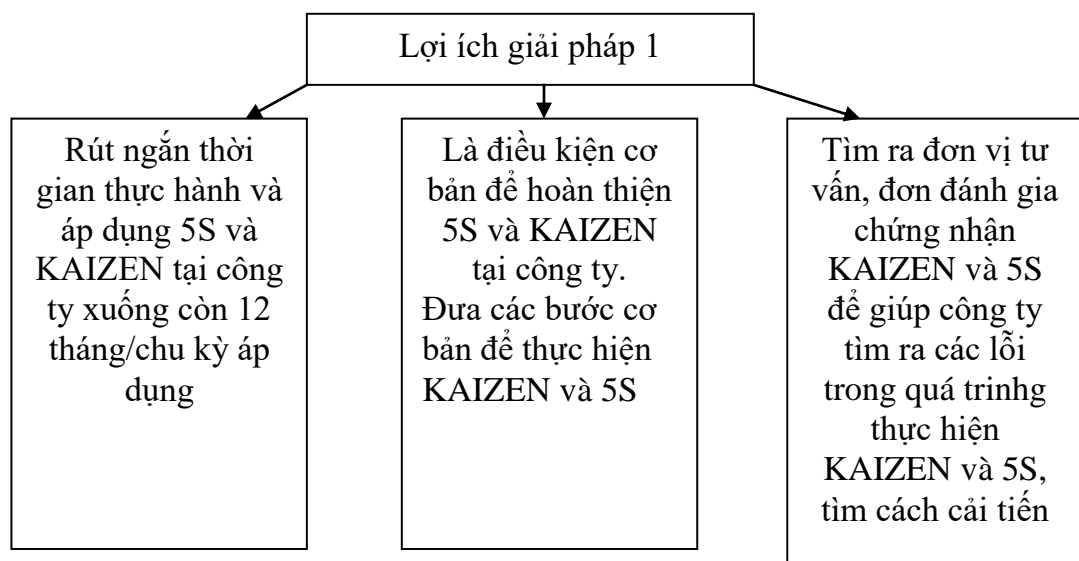 Lợi ích giải pháp 1
Rút ngắn thời
gian thực hành và
áp dụng 5S và
KAIZEN tại công
ty xuống còn 12
tháng/chu kỳ áp
dụng
Là điều kiện cơ
bản để hoàn thiện
5S và KAIZEN
tại công ty.
Đưa các bước cơ
bản để thực hiện
KAIZEN và 5S
Tìm ra đơn vị tư
vấn, đơn đánh gia
chứng nhận
KAIZEN và 5S
để giúp công ty
tìm ra các lỗi
trong quá trinhg
thực hiện
KAIZEN và 5S,
tìm cách cải tiến